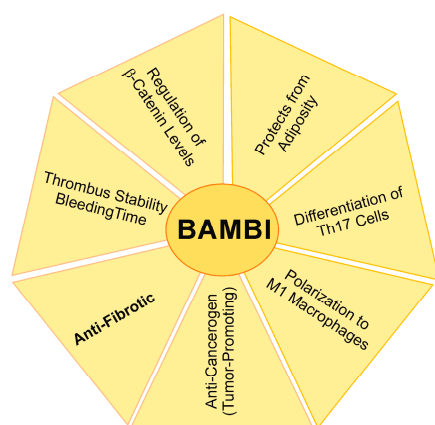 Regulation of
β-Catenin Levels
Protects from
Adiposity
Thrombus Stability
BleedingTime
Differentiation of
Th17 Cells
BAMBI
Anti-Fibrotic
Anti-Cancerogen
(Tumor-Promoting)
Polarization to
M1 Macrophages